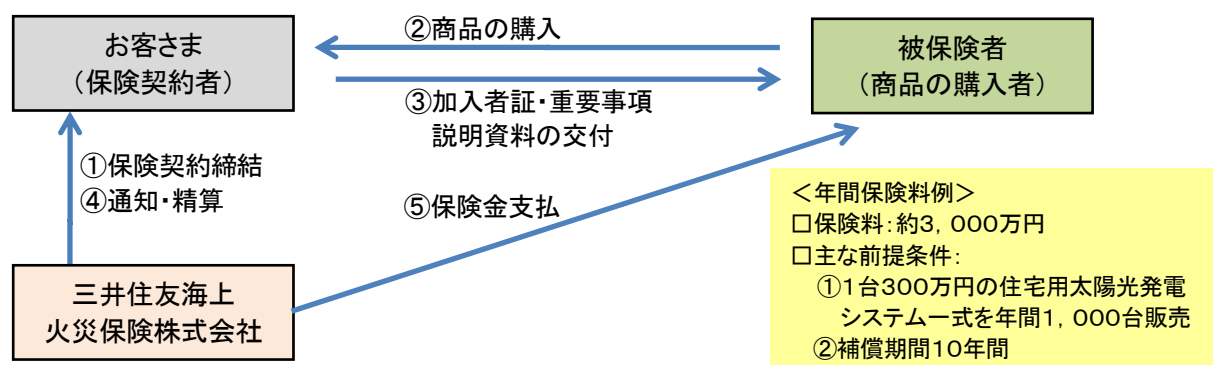 お客さま
（保険契約者）
②商品の購入
被保険者
（商品の購入者）
③加入者証・重要事項
説明資料の交付
①保険契約締結
④通知・精算
⑤保険金支払
三井住友海上
火災保険株式会社
＜年間保険料例＞
□保険料：約３，０００万円
□主な前提条件：
①１台３００万円の住宅用太陽光発電
システム一式を年間１，０００台販売
②補償期間１０年間